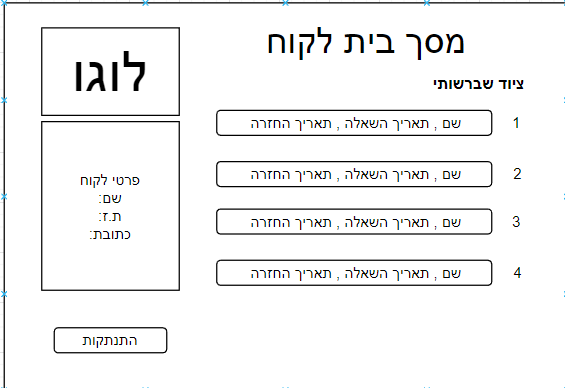 מסך בית לקוח
לוגו
ציוד שברשותי
1 שם , תאריך השאלה , תאריך החזרה
2 שם , תאריך השאלה , תאריך החזרה
3 שם , תאריך השאלה , תאריך החזרה
4 שם , תאריך השאלה , תאריך החזרה
פרטי לקוח
שם:
ת.ז:
כתובת:
התנתקות